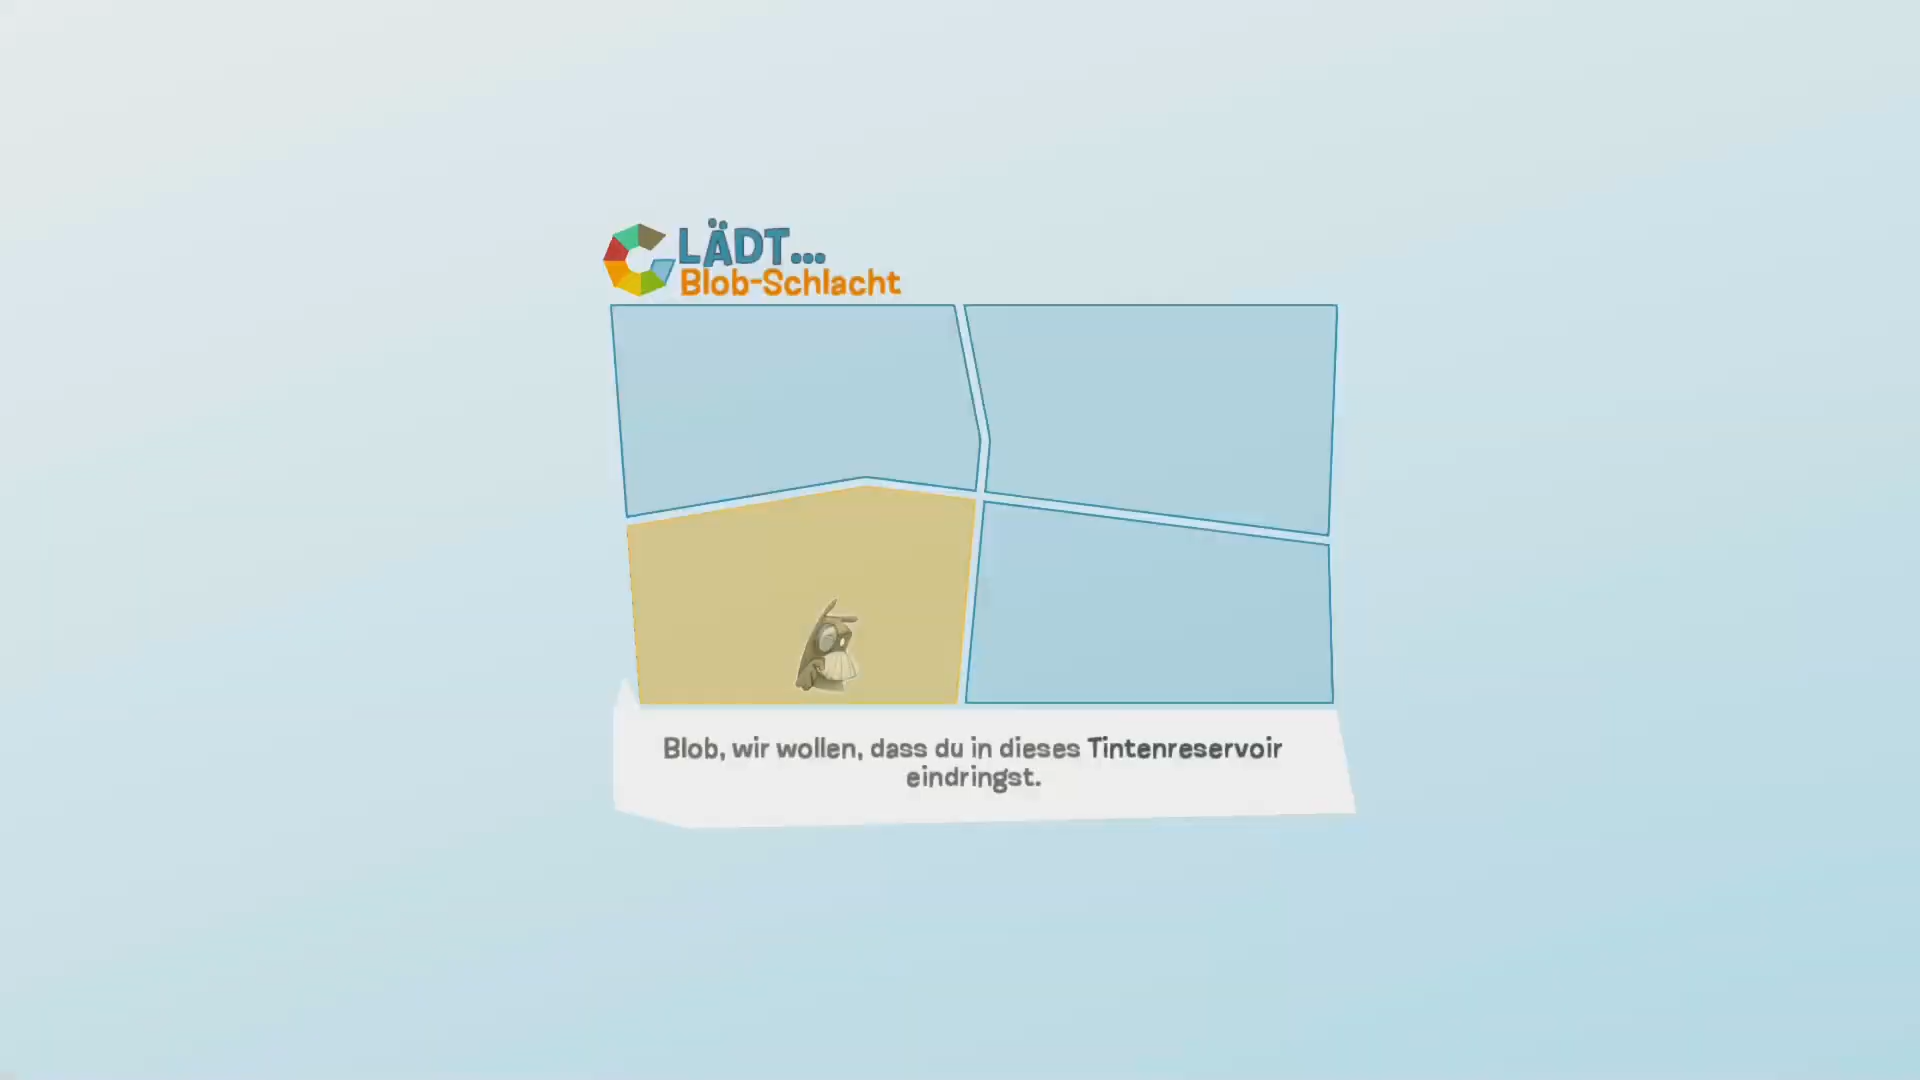 LÄDT...
Blob-Schlacht
Blob, wir wollen, dass du in dieses Tintenreservoir
eindringst.